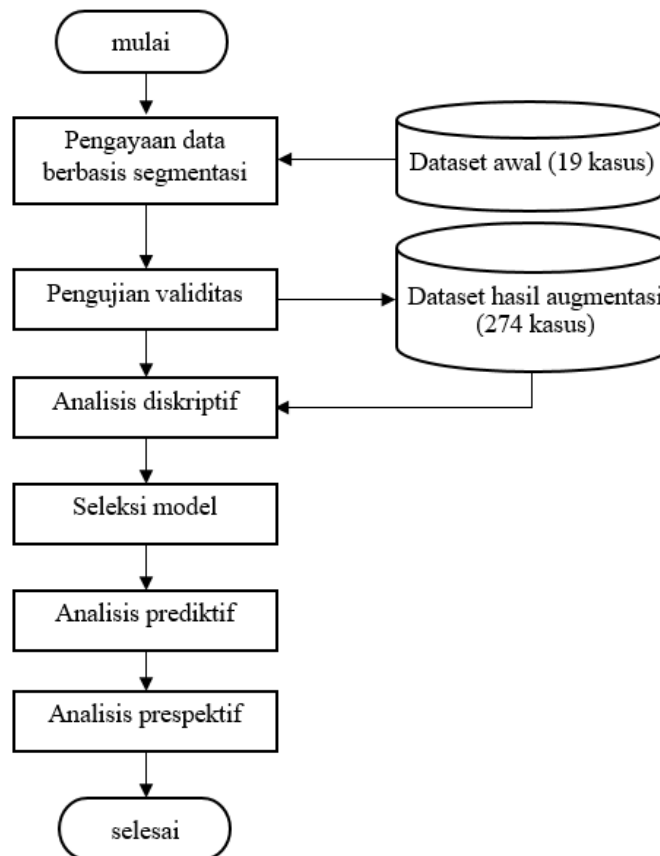 mulai
Pengayaan data
berbasis segmentasi
Dataset awal (19 kasus)
Pengujian validitas
Dataset hasil augmentasi
(274 kasus)
Analisis diskriptif
Seleksi model
Analisis prediktif
Analisis prespektif
selesai